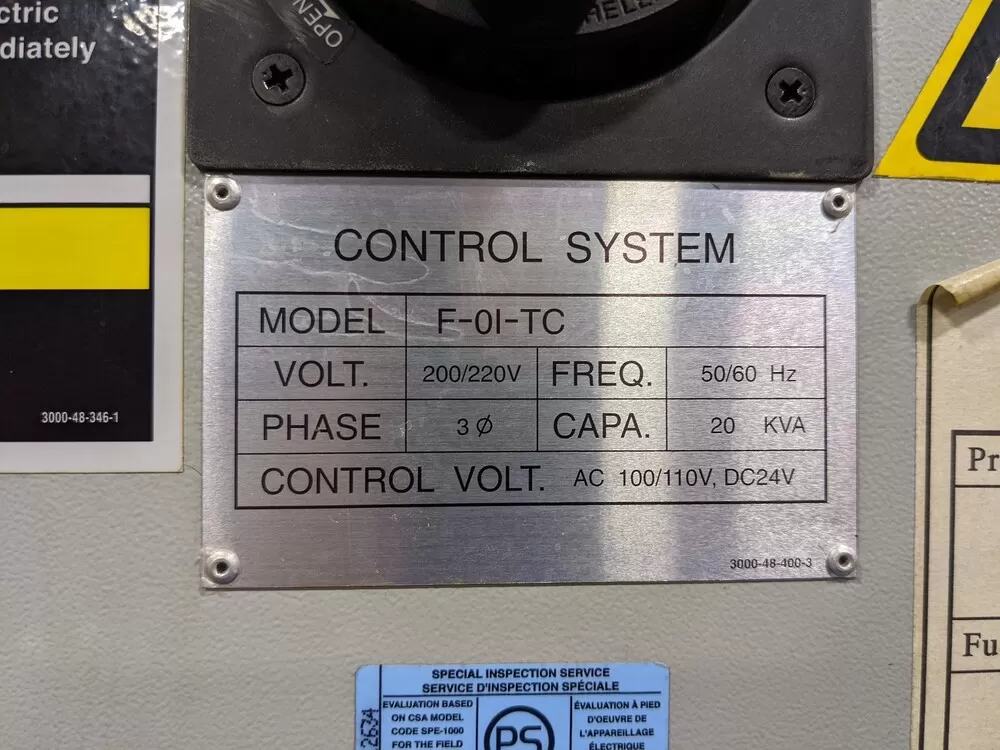 ctric
diately
3000-48-346-1
OPEN
CONTROL SYSTEM
MODEL F-0I-TC
VOLT. 200/220V FREQ. 50/60 Hz
PHASE 3 Ø CAPA. 20 KVA
CONTROL VOLT. AC 100/110V, DC24V
3000-48-400-3
Pr
Fu
SPECIAL INSPECTION SERVICE
SERVICE D'INSPECTION SPÉCIALE
EVALUATION BASED
ON CSA MODEL
CODE SPE-1000
FOR THE FIELD
PS
ÉVALUATION À PIED
D'OEUVRE DE
L'APPAREILLAGE
ÉLECTRIQUE